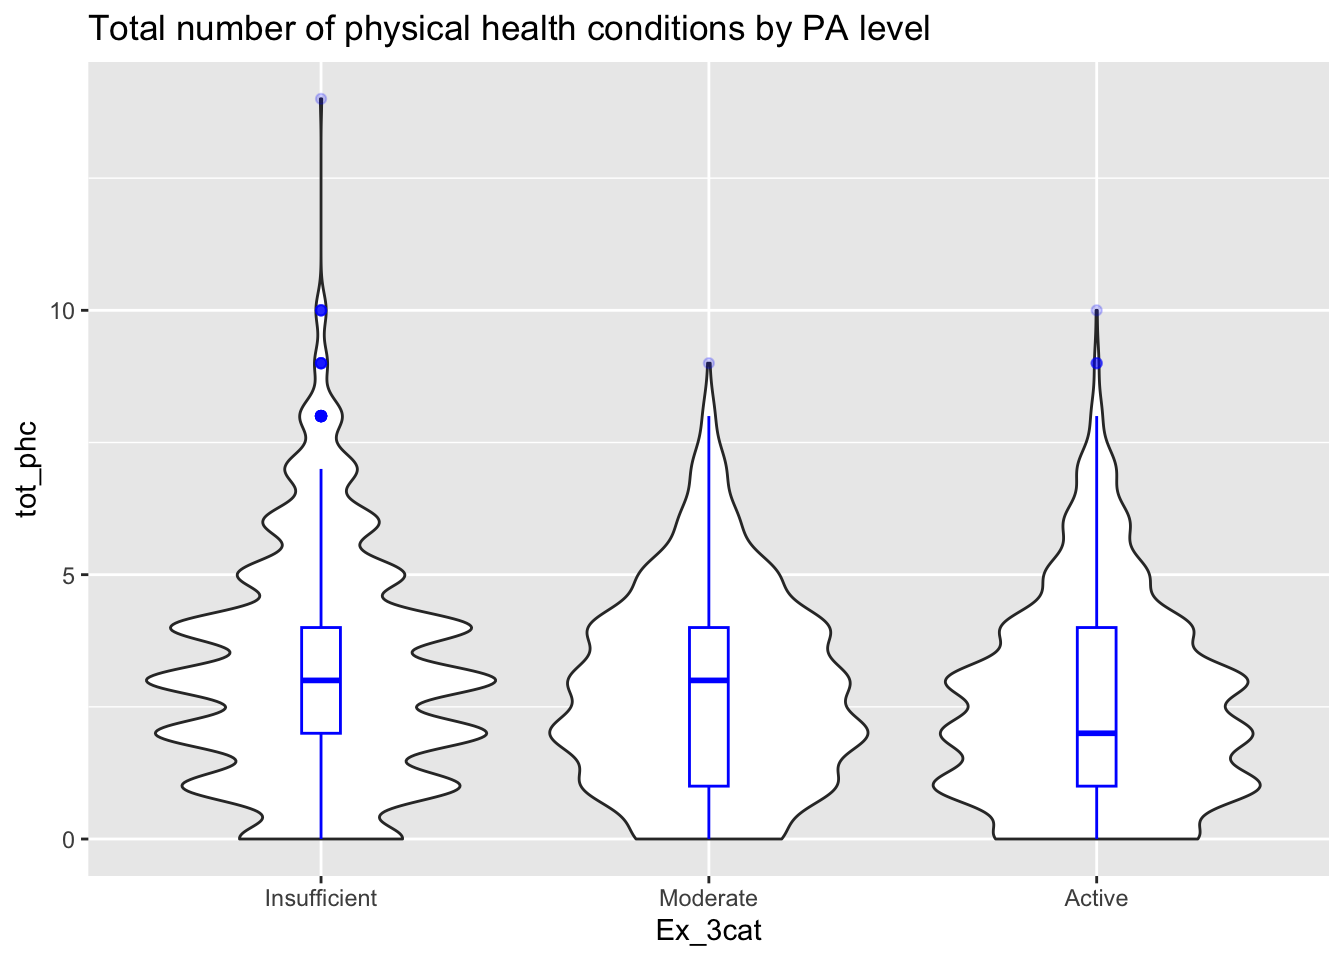 Total number of physical health conditions by PA level
tot_phc
10
5
0
Insufficient Moderate Active
Ex_3cat